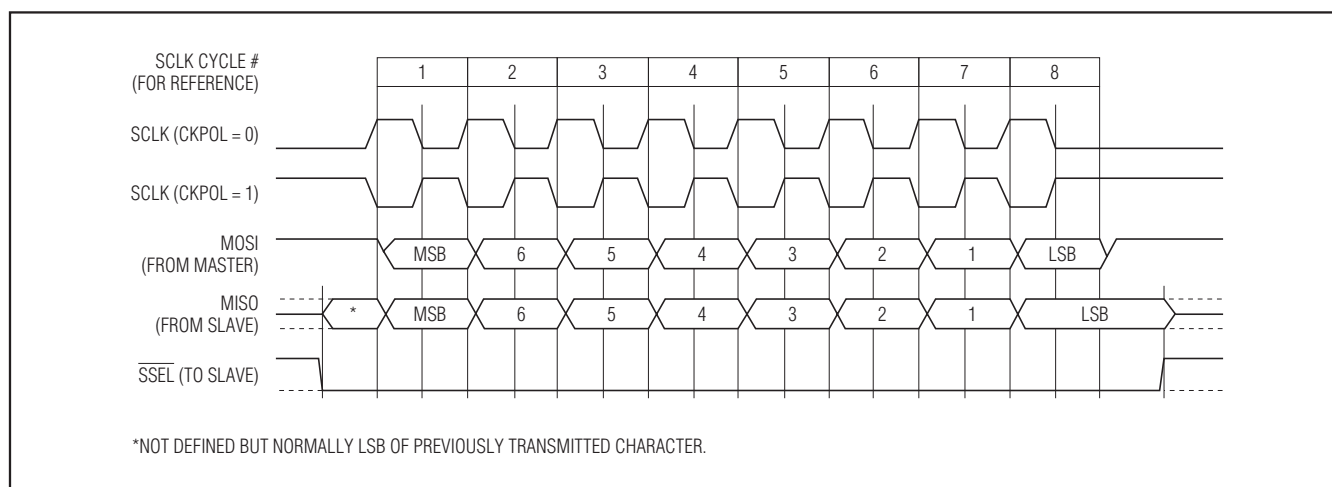 SCLK CYCLE #
(FOR REFERENCE)
1 2 3 4 5 6 7 8
SCLK (CKPOL = 0)
SCLK (CKPOL = 1)
MOSI
(FROM MASTER)
MSB 6 5 4 3 2 1 LSB
MISO
(FROM SLAVE)
* MSB 6 5 4 3 2 1 LSB
S̅S̅E̅L̅ (TO SLAVE)
*NOT DEFINED BUT NORMALLY LSB OF PREVIOUSLY TRANSMITTED CHARACTER.